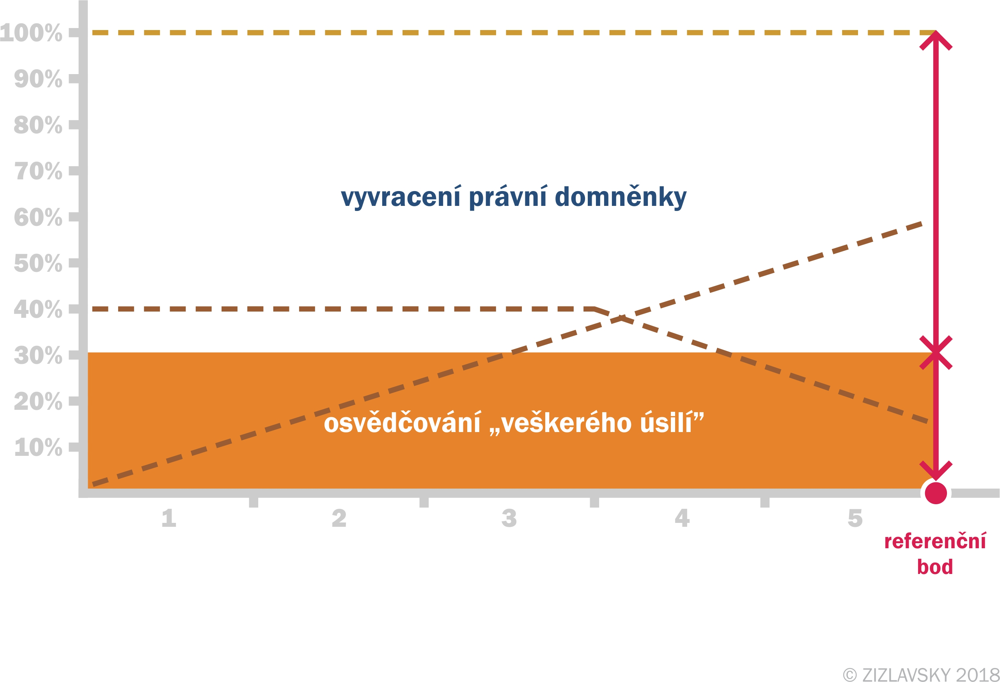 100%
90%
80%
70%
vyvracení právní domněnky
60%
50%
40%
30%
20%
osvědčování „veškerého úsilí”
10%
1 2 3 4 5
referenční
bod
© ZIZLAVSKY 2018